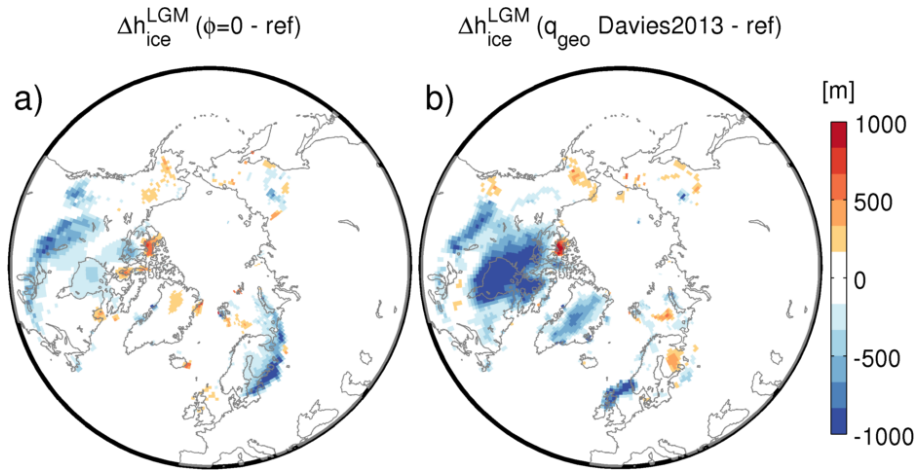 Δh_ice^LGM (ϕ=0 - ref)
Δh_ice^LGM (q_geo Davies2013 - ref)
a)
b)
[m]
1000
500
0
-500
-1000